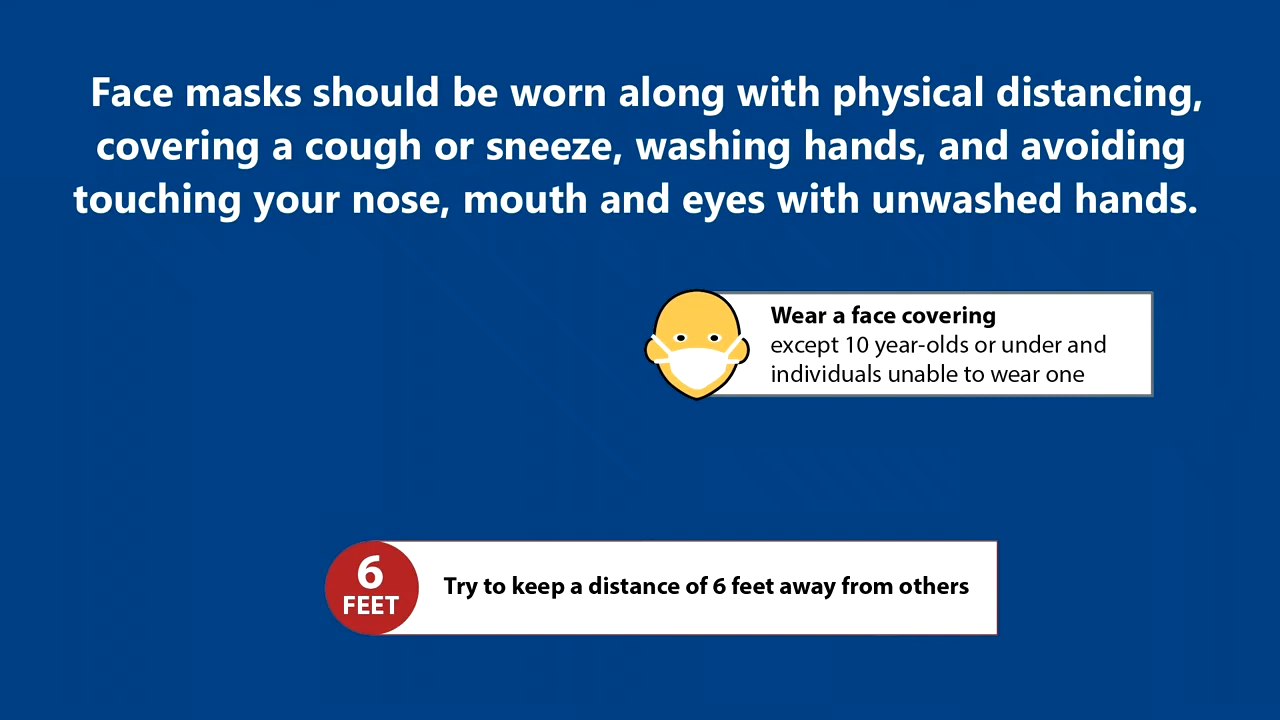 Face masks should be worn along with physical distancing,
covering a cough or sneeze, washing hands, and avoiding
touching your nose, mouth and eyes with unwashed hands.
Wear a face covering
except 10 year-olds or under and
individuals unable to wear one
6
FEET
Try to keep a distance of 6 feet away from others